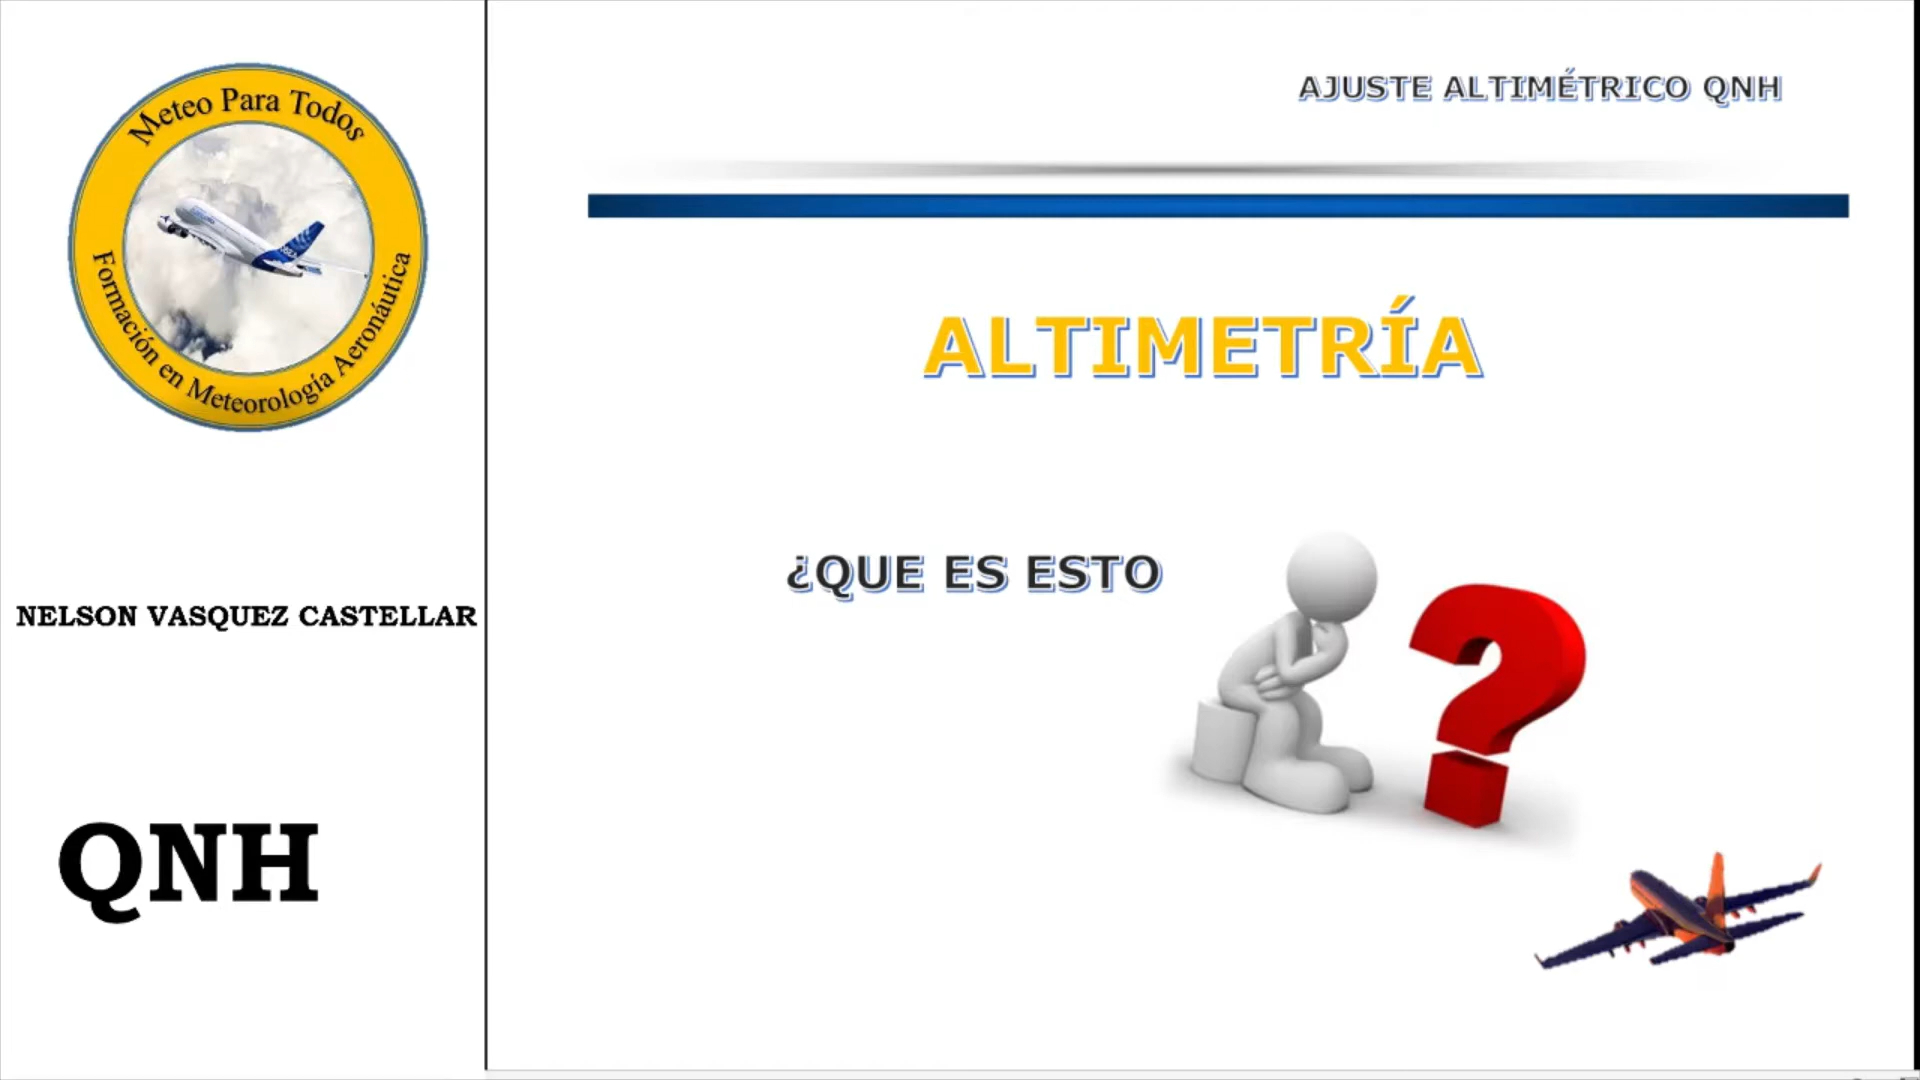 Meteo Para Todos
Formación en Meteorología Aeronáutica
NELSON VASQUEZ CASTELLAR
QNH
AJUSTE ALTIMÉTRICO QNH
ALTIMETRÍA
¿QUE ES ESTO